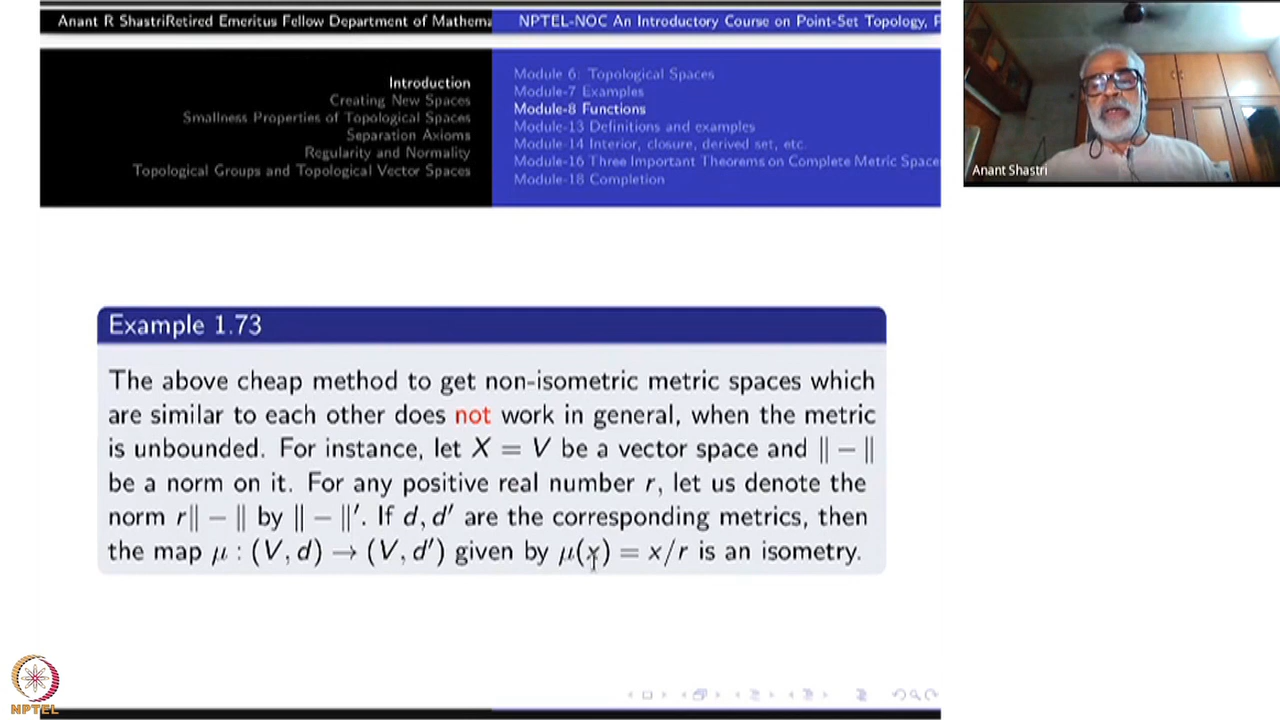 Anant R ShastriRetired Emeritus Fellow Department of Mathema
NPTEL-NOC An Introductory Course on Point-Set Topology, P
Introduction
Creating New Spaces
Smallness Properties of Topological Spaces
Separation Axioms
Regularity and Normality
Topological Groups and Topological Vector Spaces
Module 6: Topological Spaces
Module-7 Examples
Module-8 Functions
Module-13 Definitions and examples
Module-14 Interior, closure, derived set, etc.
Module-16 Three Important Theorems on Complete Metric Space
Module-18 Completion
Anant Shastri
Example 1.73
The above cheap method to get non-isometric metric spaces which
are similar to each other does not work in general, when the metric
is unbounded. For instance, let X = V be a vector space and ‖ − ‖
be a norm on it. For any positive real number r, let us denote the
norm r‖ − ‖ by ‖ − ‖′. If d, d′ are the corresponding metrics, then
the map μ : (V, d) → (V, d′) given by μ(x) = x/r is an isometry.
NPTEL